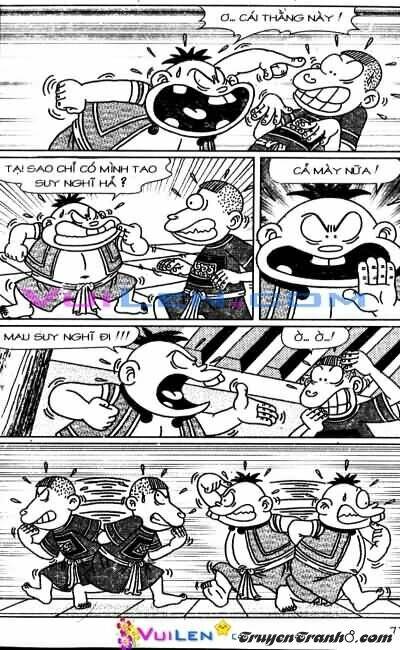 Ơ... CÁI THẰNG NÀY !
TẠI SAO CHỈ CÓ MÌNH TAO
SUY NGHĨ HẢ ?
CẢ MÀY NỮA !
VUILEN.COM
MAU SUY NGHĨ ĐI !!!
Ờ... Ờ..!
VUILEN
TruyenTranh8.com